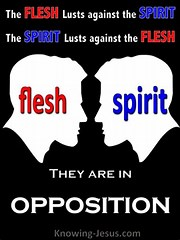 The FLESH Lusts against the SPIRIT
The SPIRIT Lusts against the FLESH
flesh spirit
THEY ARE IN
OPPOSITION
Knowing-Jesus.com